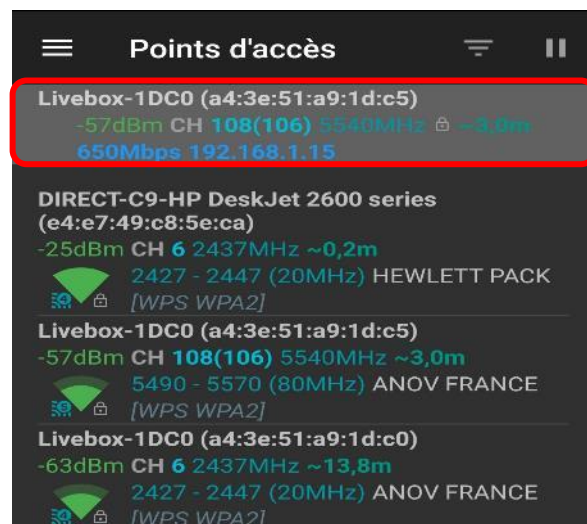 Points d'accès
Livebox-1DC0 (a4:3e:51:a9:1d:c5)
-57dBm CH 108(106) 5540MHz ~3,0m
650Mbps 192.168.1.15
DIRECT-C9-HP DeskJet 2600 series
(e4:e7:49:c8:5e:ca)
-25dBm CH 6 2437MHz ~0,2m
2427 - 2447 (20MHz) HEWLETT PACK
4 [WPS WPA2]
Livebox-1DC0 (a4:3e:51:a9:1d:c5)
-57dBm CH 108(106) 5540MHz ~3,0m
5490 - 5570 (80MHz) ANOV FRANCE
[WPS WPA2]
Livebox-1DC0 (a4:3e:51:a9:1d:c0)
-63dBm CH 6 2437MHz ~13,8m
2427 - 2447 (20MHz) ANOV FRANCE
[WPS WPA2]